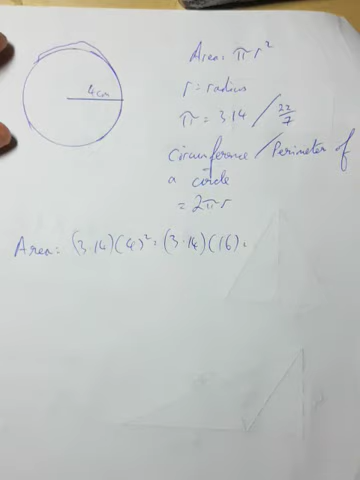 4cm
Area: πr²
r = radius
π = 3.14 / 22/7
circumference / Perimeter of
a circle
= 2πr
Area: (3.14)(4)² = (3.14)(16) =